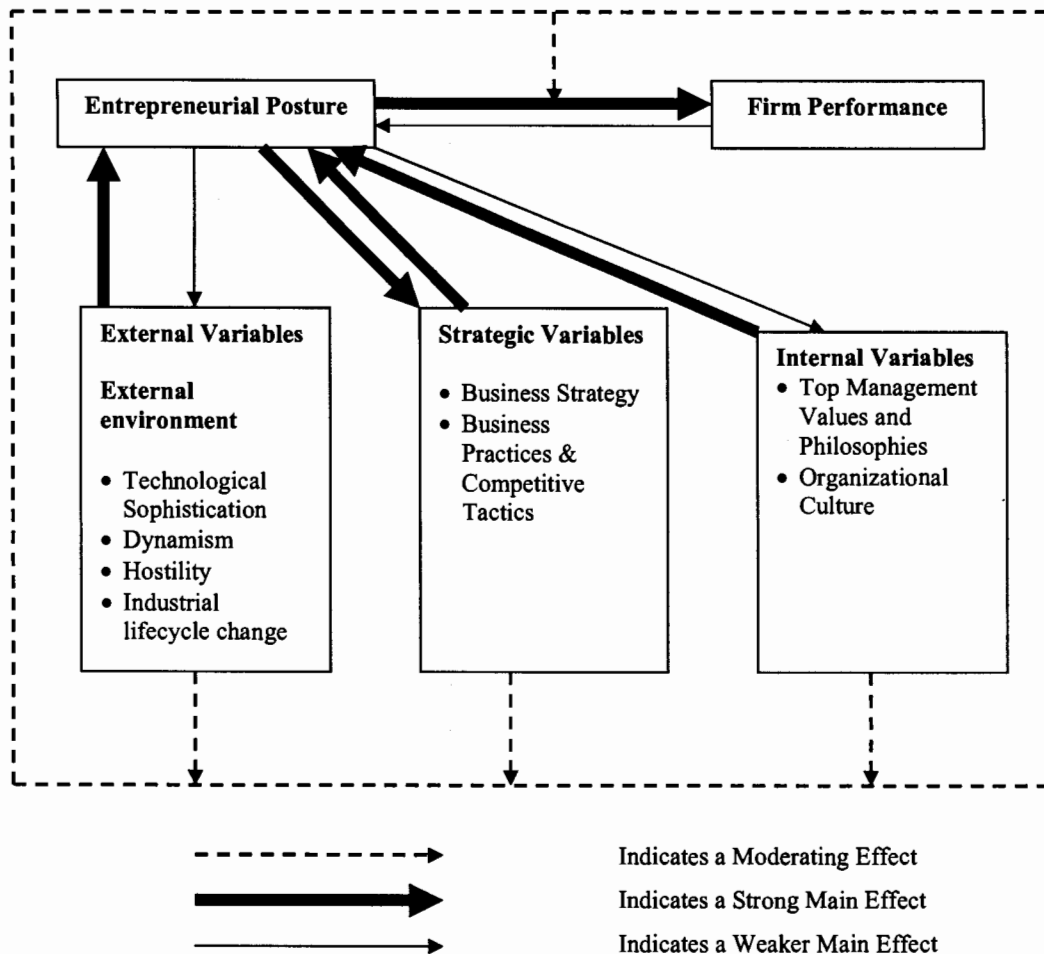 Entrepreneurial Posture
Firm Performance
External Variables
External
environment
• Technological
Sophistication
• Dynamism
• Hostility
• Industrial
lifecycle change
Strategic Variables
• Business Strategy
• Business
Practices &
Competitive
Tactics
Internal Variables
• Top Management
Values and
Philosophies
• Organizational
Culture
Indicates a Moderating Effect
Indicates a Strong Main Effect
Indicates a Weaker Main Effect